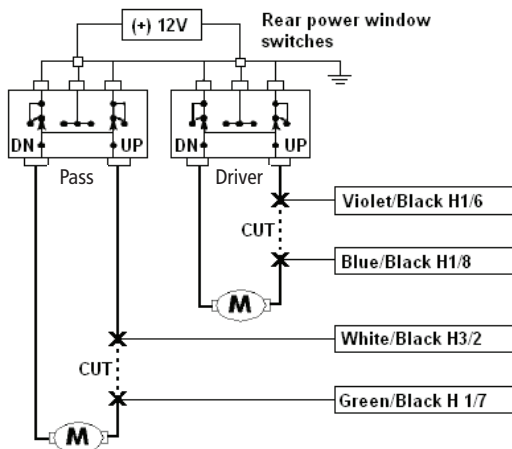 (+) 12V
Rear power window
switches
DN UP
DN UP
Pass
Driver
Violet/Black H1/6
CUT
Blue/Black H1/8
M
White/Black H3/2
CUT
Green/Black H 1/7
M